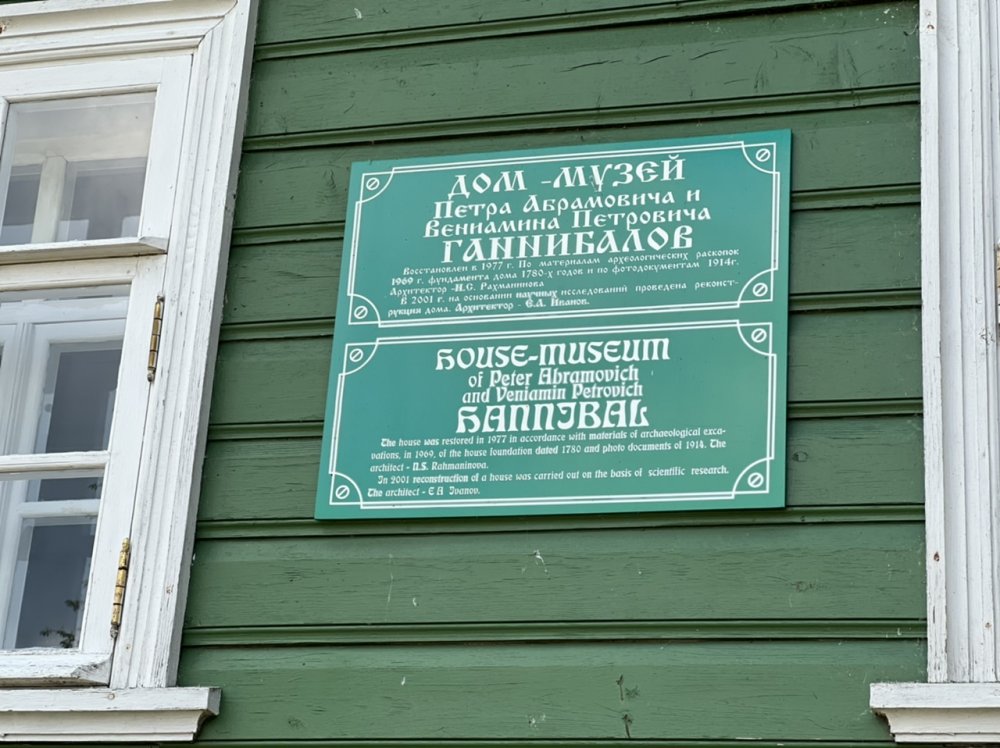 ДОМ -МУЗЕЙ
Петра Абрамовича и
Вениамина Петровича
ГАННИБАЛОВ
Восстановлен в 1977 г. По материалам археологических раскопок
1969 г. фундамента дома 1780-х годов и по фотодокументам 1914г.
Архитектор -Н.С. Рахманинова
В 2001 г. на основании научных исследований проведена реконст-
рукция дома. Архитектор - Е.А. Иванов.
HOUSE-MUSEUM
of Peter Abramovich
and Veniamin Petrovich
HANNIBAL
The house was restored in 1977 in accordance with materials of archaeological exca-
vations, in 1969, of the house foundation dated 1780 and photo documents of 1914. The
architect - N.S. Rahmaninova.
In 2001 reconstruction of a house was carried out on the basis of scientific research.
The architect - E.A Ivanov.